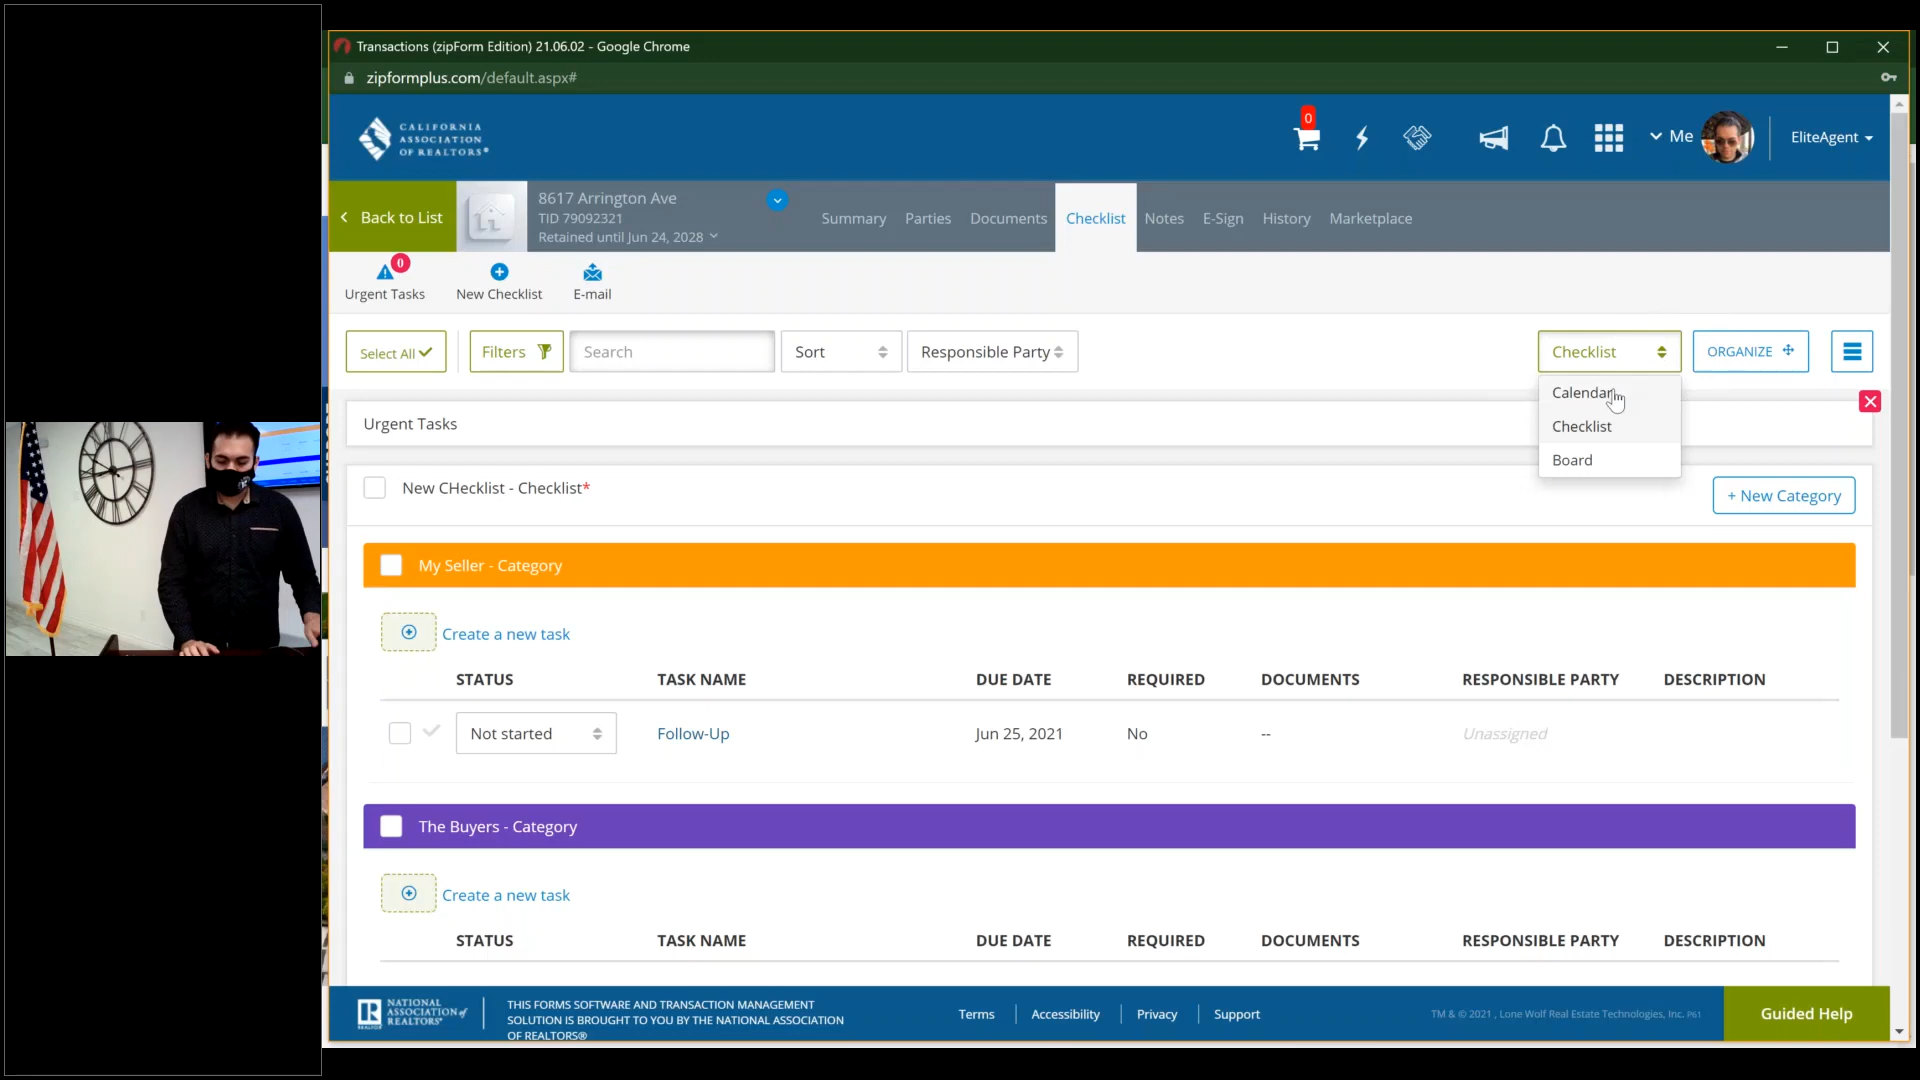 Transactions (zipForm Edition) 21.06.02 - Google Chrome
zipformplus.com/default.aspx#
CALIFORNIA
ASSOCIATION
OF REALTORS®
0
Me
EliteAgent
Back to List
8617 Arrington Ave
TID 79092321
Retained until Jun 24, 2028
Summary
Parties
Documents
Checklist
Notes
E-Sign
History
Marketplace
0
Urgent Tasks
New Checklist
E-mail
Select All
Filters
Search
Sort
Responsible Party
Checklist
ORGANIZE
Calendar
Checklist
Board
Urgent Tasks
New CHecklist - Checklist*
+ New Category
My Seller - Category
Create a new task
STATUS TASK NAME DUE DATE REQUIRED DOCUMENTS RESPONSIBLE PARTY DESCRIPTION
Not started Follow-Up Jun 25, 2021 No -- Unassigned
The Buyers - Category
Create a new task
STATUS TASK NAME DUE DATE REQUIRED DOCUMENTS RESPONSIBLE PARTY DESCRIPTION
R
REALTOR®
NATIONAL
ASSOCIATION of
REALTORS®
THIS FORMS SOFTWARE AND TRANSACTION MANAGEMENT
SOLUTION IS BROUGHT TO YOU BY THE NATIONAL ASSOCIATION
OF REALTORS®
Terms
Accessibility
Privacy
Support
TM & © 2021 , Lone Wolf Real Estate Technologies, Inc. P61
Guided Help